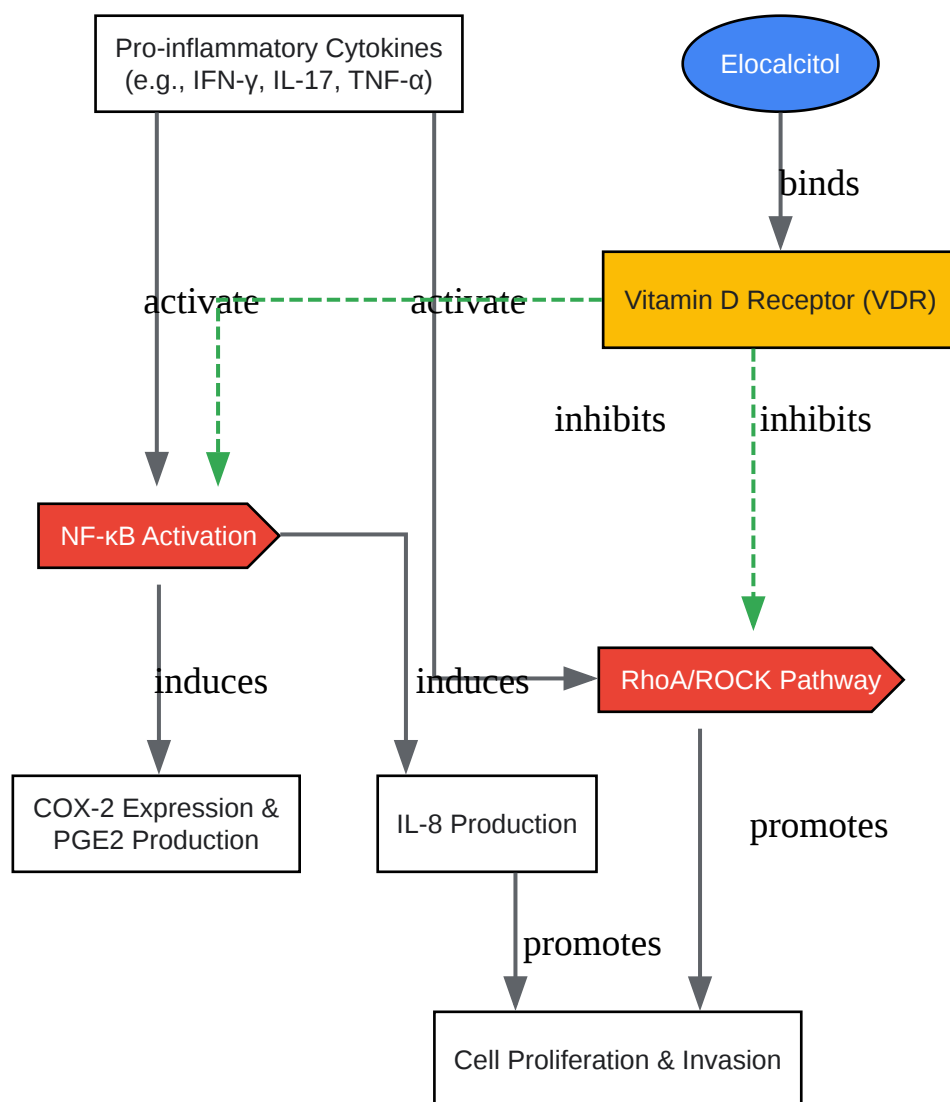 Pro-inflammatory Cytokines
(e.g., IFN-γ, IL-17, TNF-α)
Elocalcitol
binds
activate
activate
Vitamin D Receptor (VDR)
inhibits
inhibits
NF-κB Activation
induces
induces
RhoA/ROCK Pathway
COX-2 Expression &
PGE2 Production
IL-8 Production
promotes
promotes
Cell Proliferation & Invasion